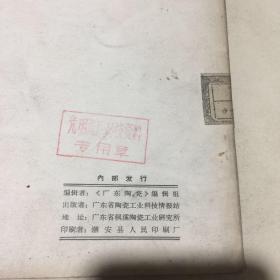 专用章
内部发行
编辑者：《广东陶瓷》编辑组
出版者：广东省陶瓷工业科技情报站
地址：广东省枫溪陶瓷工业研究所
印刷者：潮安县人民印刷厂